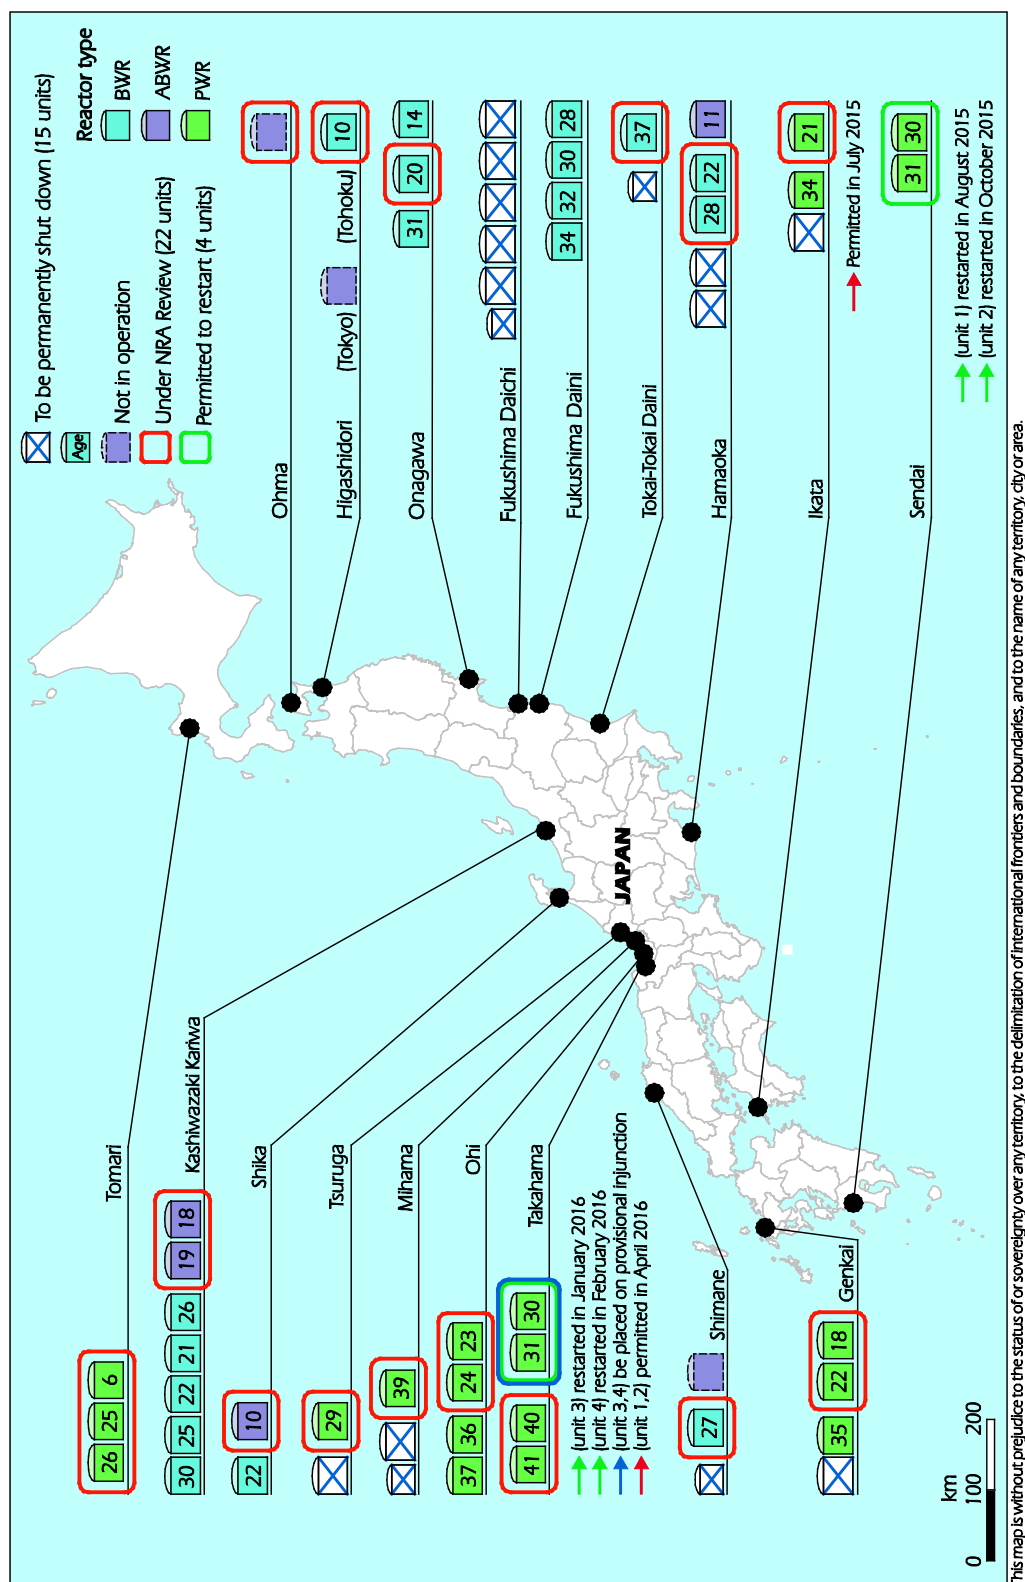 To be permanently shut down (15 units)
Age
Not in operation
Under NRA Review (22 units)
Permitted to restart (4 units)
Reactor type
BWR
ABWR
PWR
Tomari
26 25 6
Kashiwazaki Kariwa
30 25 22 21 26 19 18
Shika
22 10
Tsuruga
29
Mihama
39
Ohi
37 36 24 23
Takahama
41 40 31 30
(unit 3) restarted in January 2016
(unit 4) restarted in February 2016
(unit 3,4) be placed on provisional injunction
(unit 1,2) permitted in April 2016
Shimane
27
Genkai
35 22 18
JAPAN
Ohma
Higashidori
(Tokyo) (Tohoku)
10
Onagawa
31 20 14
Fukushima Daichi
Fukushima Daini
34 32 30 28
Tokai-Tokai Daini
37
Hamaoka
28 22 11
Ikata
34 21
Permitted in July 2015
Sendai
31 30
(unit 1) restarted in August 2015
(unit 2) restarted in October 2015
km
0 100 200
This map is without prejudice to the status of or sovereignty over any territory, to the delimitation of international frontiers and boundaries, and to the name of any territory, city or area.